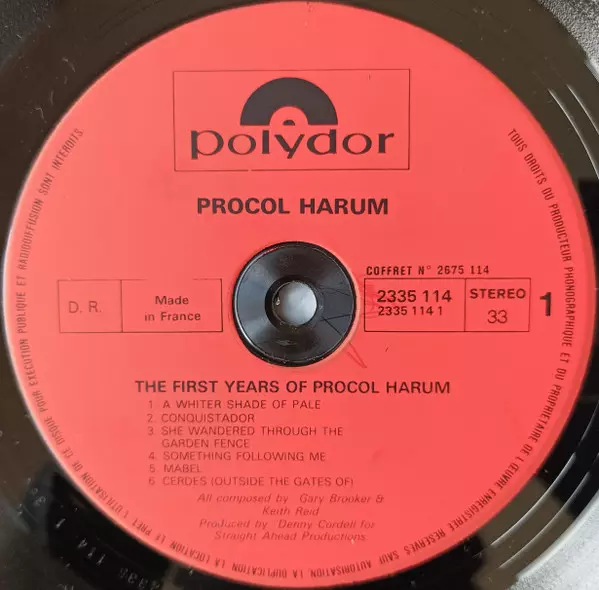 polydor
PROCOL HARUM
COFFRET N° 2675 114
D. R.
Made
in France
2335 114
2335 114 1
STEREO
33
1
THE FIRST YEARS OF PROCOL HARUM
1 A WHITER SHADE OF PALE
2. CONQUISTADOR
3. SHE WANDERED THROUGH THE
GARDEN FENCE
4. SOMETHING FOLLOWING ME
5. MABEL
6 CERDES (OUTSIDE THE GATES OF)
All composed by Gary Brooker &
Keith Reid
Produced by Denny Cordell for
Straight Ahead Productions.
TOUS DROITS DU PRODUCTEUR PHONOGRAPHIQUE ET DU PROPRIETAIRE DE L'ŒUVRE ENREGISTREE RESERVES. SAUF AUTORISATION, LA DUPLICATION, LA LOCATION, LE PRET, L'UTILISATION DE CE DISQUE POUR EXECUTION PUBLIQUE ET RADIODIFFUSION SONT INTERDITS.